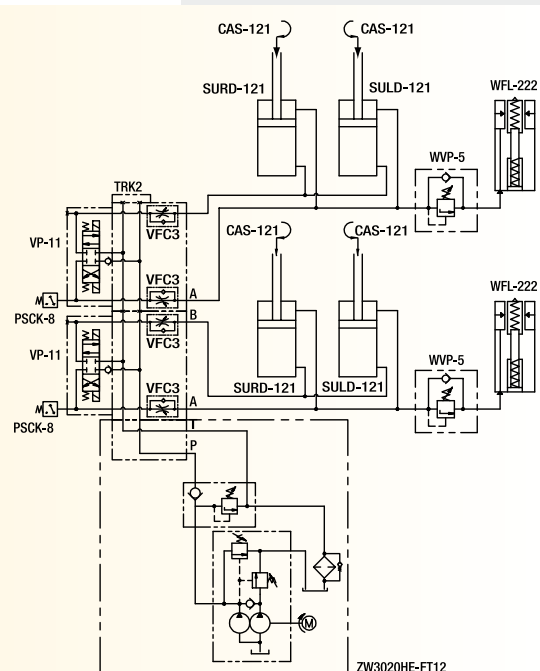 CAS-121 CAS-121
SURD-121 SULD-121
WFL-222
WVP-5
TRK2
VFC3
VP-11
CAS-121 CAS-121
VFC3 A
WFL-222
PSCK-8
B
VFC3
VP-11
WVP-5
VFC3
SURD-121 SULD-121
A
PSCK-8
T
P
M
ZW3020HE-FT12